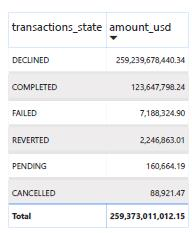 transactions_state amount_usd
DECLINED 259,239,678,440.34
COMPLETED 123,647,798.24
FAILED 7,188,324.90
REVERTED 2,246,863.01
PENDING 160,664.19
CANCELLED 88,921.47
Total 259,373,011,012.15